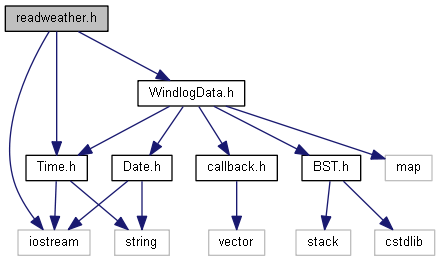 readweather.h
WindlogData.h
Time.h
Date.h
callback.h
BST.h
map
iostream
string
vector
stack
cstdlib